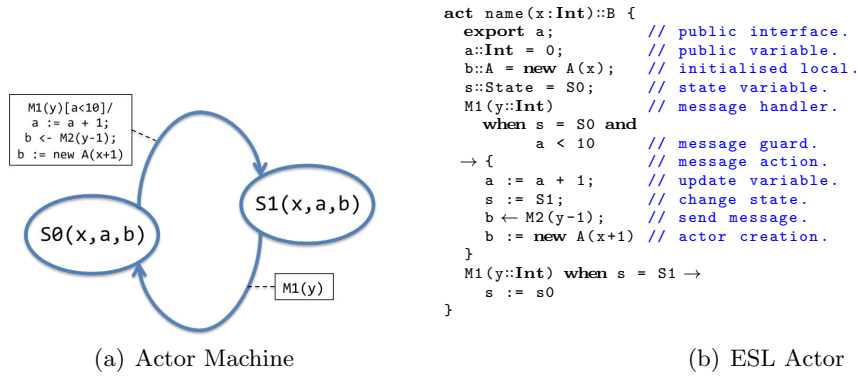 M1(y)[a<10]/
a := a + 1;
b <- M2(y-1);
b := new A(x+1)
S0(x,a,b)
S1(x,a,b)
M1(y)
(a) Actor Machine
act name(x:Int)::B {
export a; // public interface.
a::Int = 0; // public variable.
b::A = new A(x); // initialised local.
s::State = S0; // state variable.
M1(y::Int) // message handler.
when s = S0 and
a < 10 // message guard.
→ { // message action.
a := a + 1; // update variable.
s := S1; // change state.
b ← M2(y-1); // send message.
b := new A(x+1) // actor creation.
}
M1(y::Int) when s = S1 →
s := s0
}
(b) ESL Actor